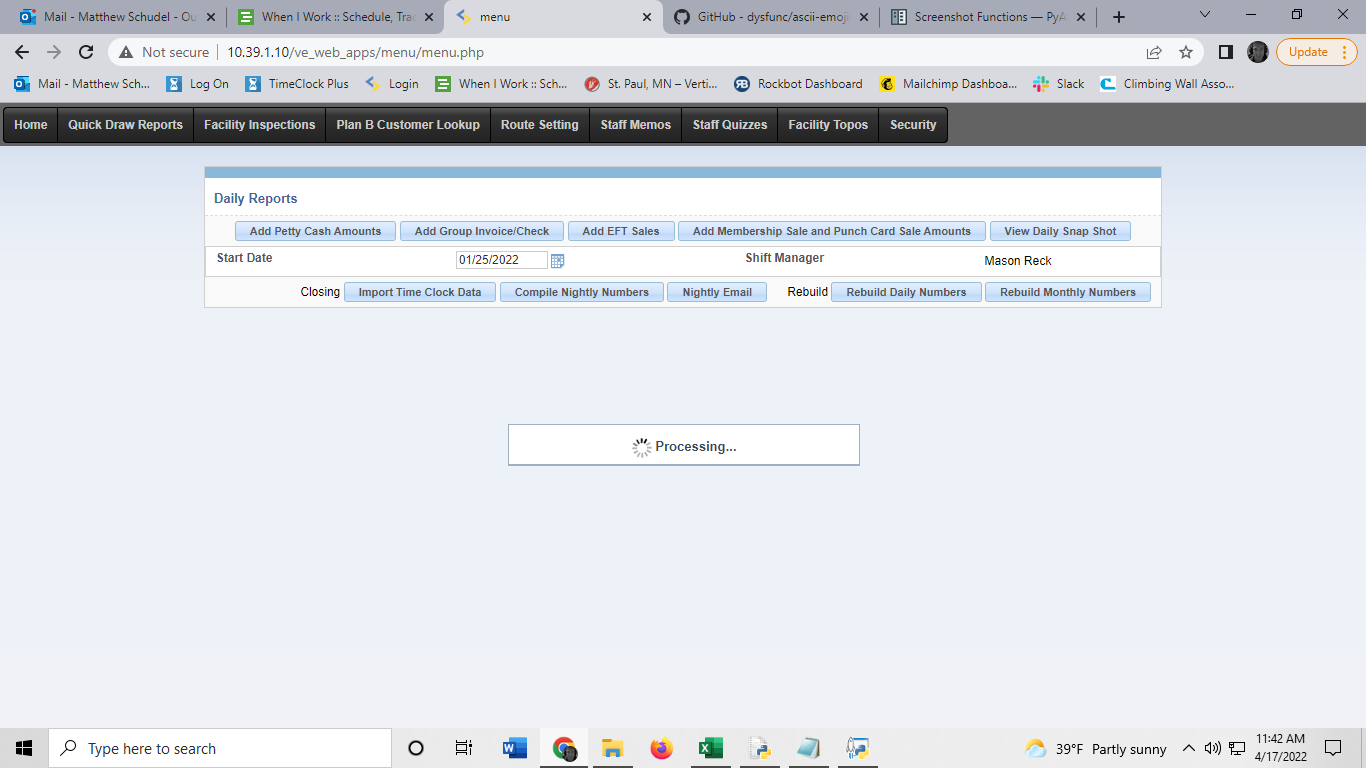 Mail - Matthew Schudel - Ou
When I Work :: Schedule, Trac
menu
GitHub - dysfunc/ascii-emoji
Screenshot Functions — PyA
Not secure
10.39.1.10/ve_web_apps/menu/menu.php
Update
Mail - Matthew Sch...
Log On
TimeClock Plus
Login
When I Work :: Sch...
St. Paul, MN – Verti...
Rockbot Dashboard
Mailchimp Dashboa...
Slack
Climbing Wall Asso...
Home
Quick Draw Reports
Facility Inspections
Plan B Customer Lookup
Route Setting
Staff Memos
Staff Quizzes
Facility Topos
Security
Daily Reports
Add Petty Cash Amounts
Add Group Invoice/Check
Add EFT Sales
Add Membership Sale and Punch Card Sale Amounts
View Daily Snap Shot
Start Date
01/25/2022
Shift Manager
Mason Reck
Closing
Import Time Clock Data
Compile Nightly Numbers
Nightly Email
Rebuild
Rebuild Daily Numbers
Rebuild Monthly Numbers
Processing...
Type here to search
39°F Partly sunny
11:42 AM
4/17/2022